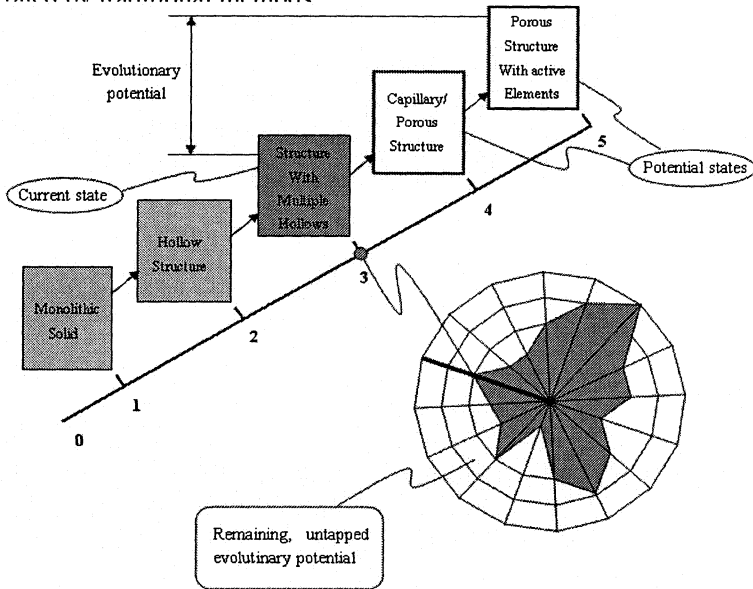 Porous
Structure
With active
Elements
Evolutionary
potential
Capillary/
Porous
Structure
5
Potential states
Structure
With
Multiple
Hollows
Current state
4
Hollow
Structure
3
Monolithic
Solid
2
1
0
Remaining, untapped
evolutinary potential